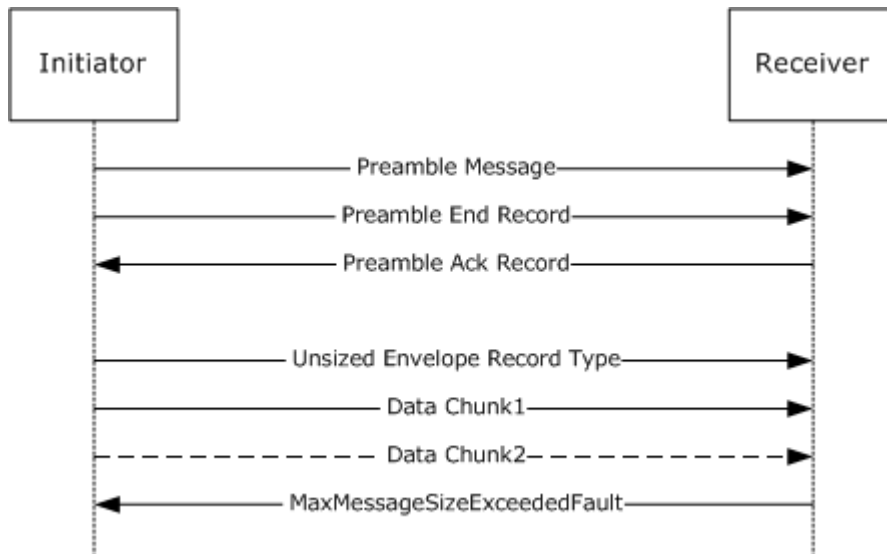 Initiator
Receiver
Preamble Message
Preamble End Record
Preamble Ack Record
Unsized Envelope Record Type
Data Chunk1
Data Chunk2
MaxMessageSizeExceededFault